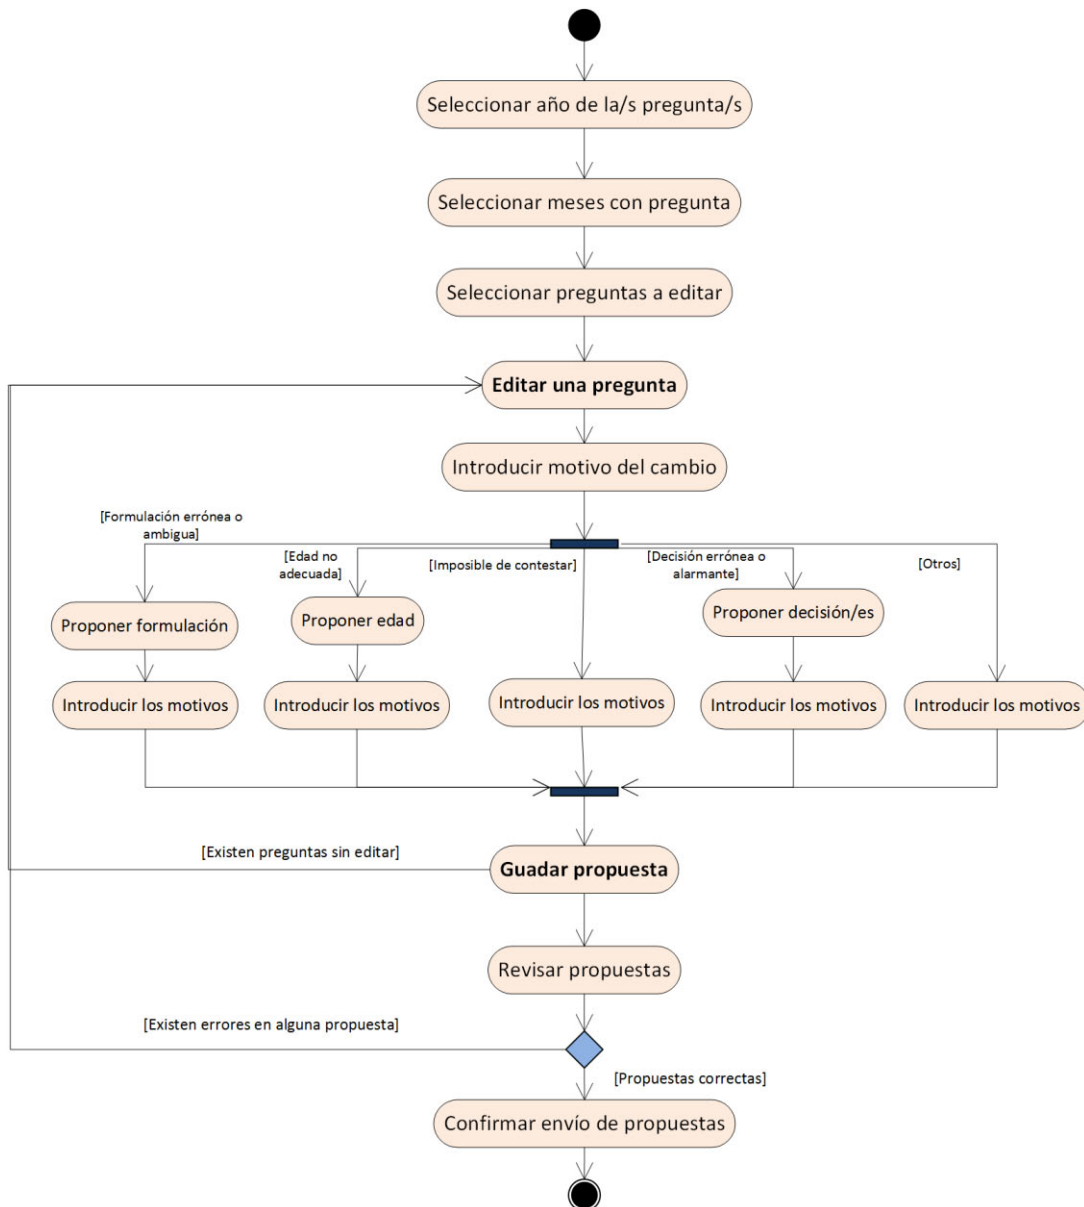 Seleccionar año de la/s pregunta/s
Seleccionar meses con pregunta
Seleccionar preguntas a editar
Editar una pregunta
Introducir motivo del cambio
[Formulación errónea o
ambigua]
[Edad no
adecuada]
[Imposible de contestar]
[Decisión errónea o
alarmante]
[Otros]
Proponer formulación
Proponer edad
Proponer decisión/es
Introducir los motivos
Introducir los motivos
Introducir los motivos
Introducir los motivos
Introducir los motivos
[Existen preguntas sin editar]
Guadar propuesta
Revisar propuestas
[Existen errores en alguna propuesta]
[Propuestas correctas]
Confirmar envío de propuestas